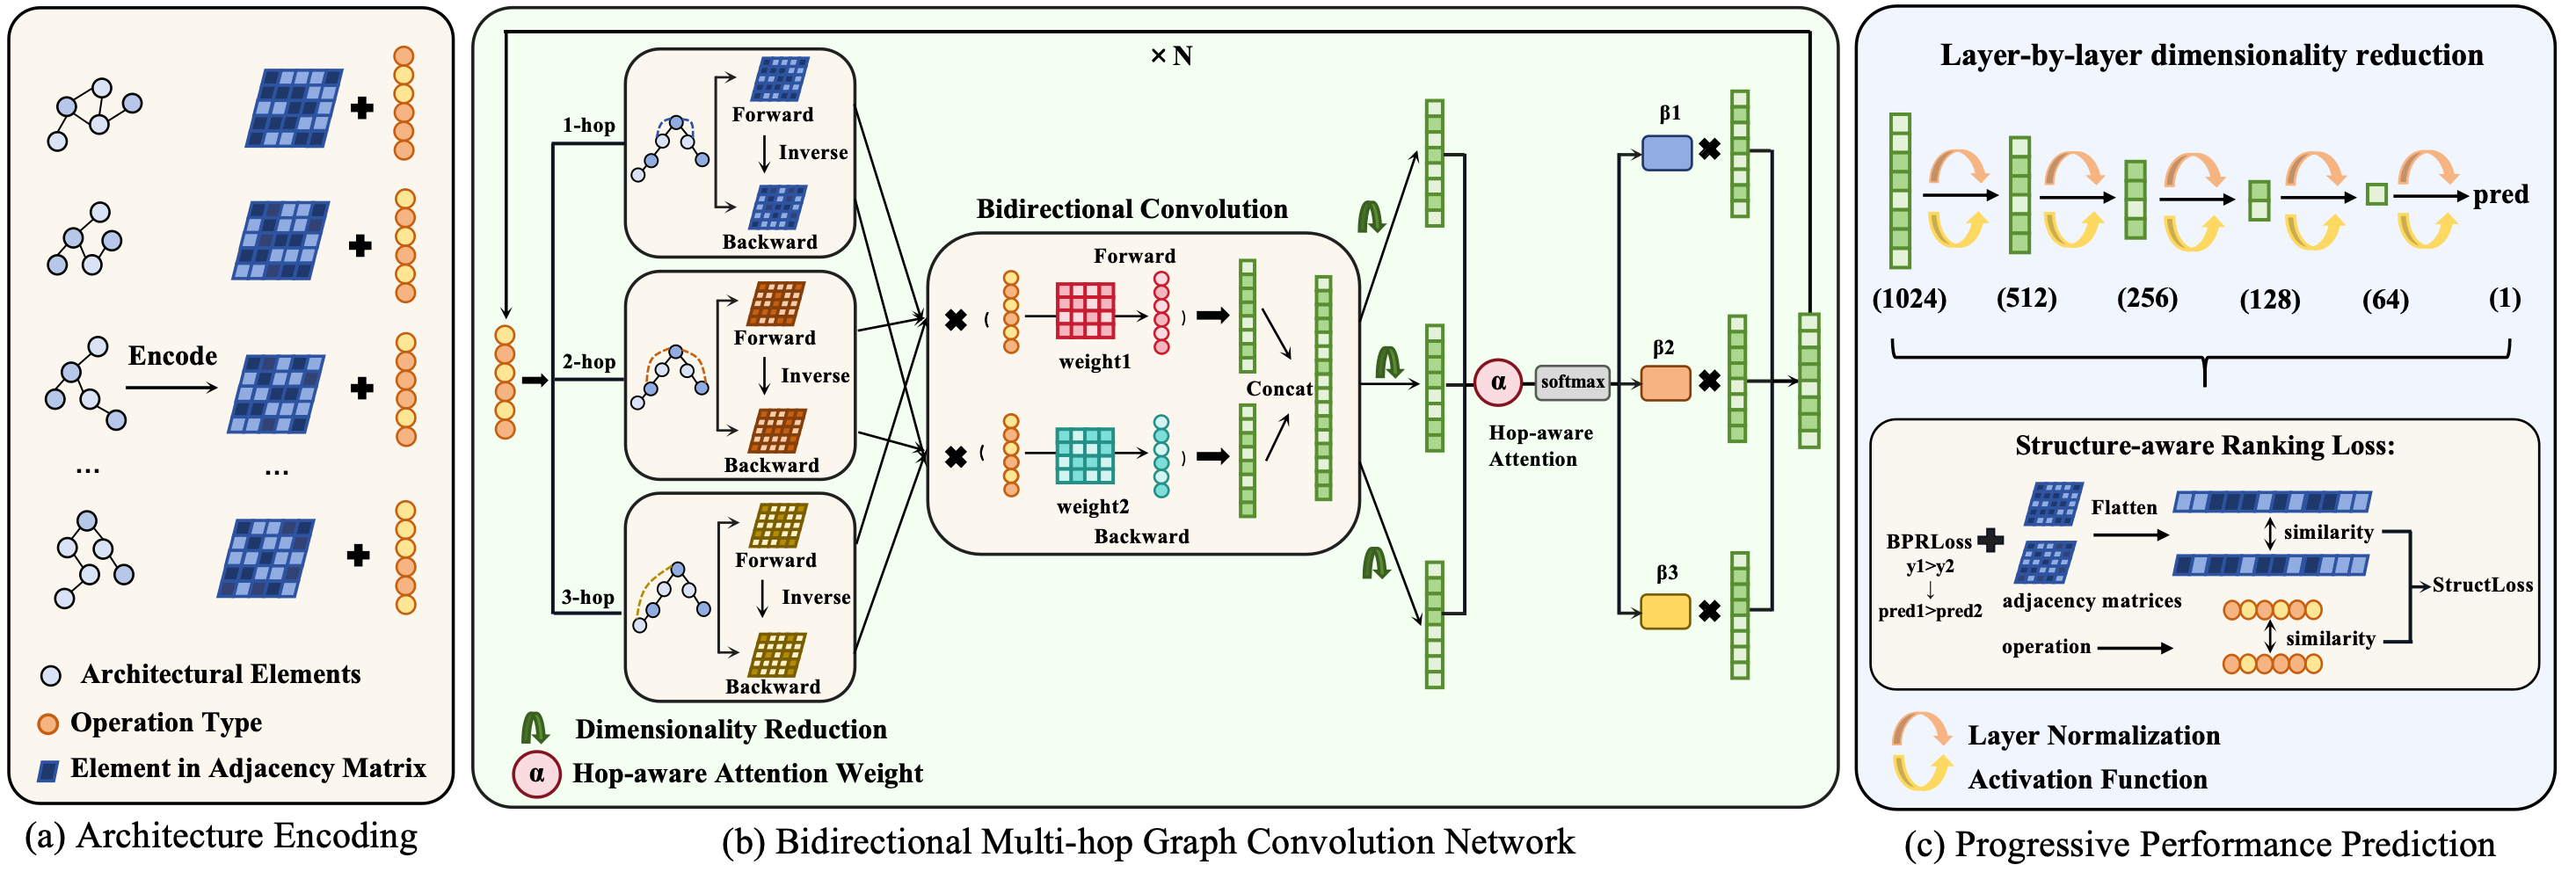 Encode
...
...
Architectural Elements
Operation Type
Element in Adjacency Matrix
(a) Architecture Encoding
× N
1-hop
Forward
Inverse
Backward
2-hop
Forward
Inverse
Backward
3-hop
Forward
Inverse
Backward
Bidirectional Convolution
Forward
(
)
weight1
Concat
(
)
weight2
Backward
α
softmax
Hop-aware
Attention
β1
β2
β3
Dimensionality Reduction
α
Hop-aware Attention Weight
(b) Bidirectional Multi-hop Graph Convolution Network
Layer-by-layer dimensionality reduction
pred
(1024)
(512)
(256)
(128)
(64)
(1)
Structure-aware Ranking Loss:
BPRLoss
y1>y2
pred1>pred2
Flatten
adjacency matrices
operation
similarity
similarity
StructLoss
Layer Normalization
Activation Function
(c) Progressive Performance Prediction